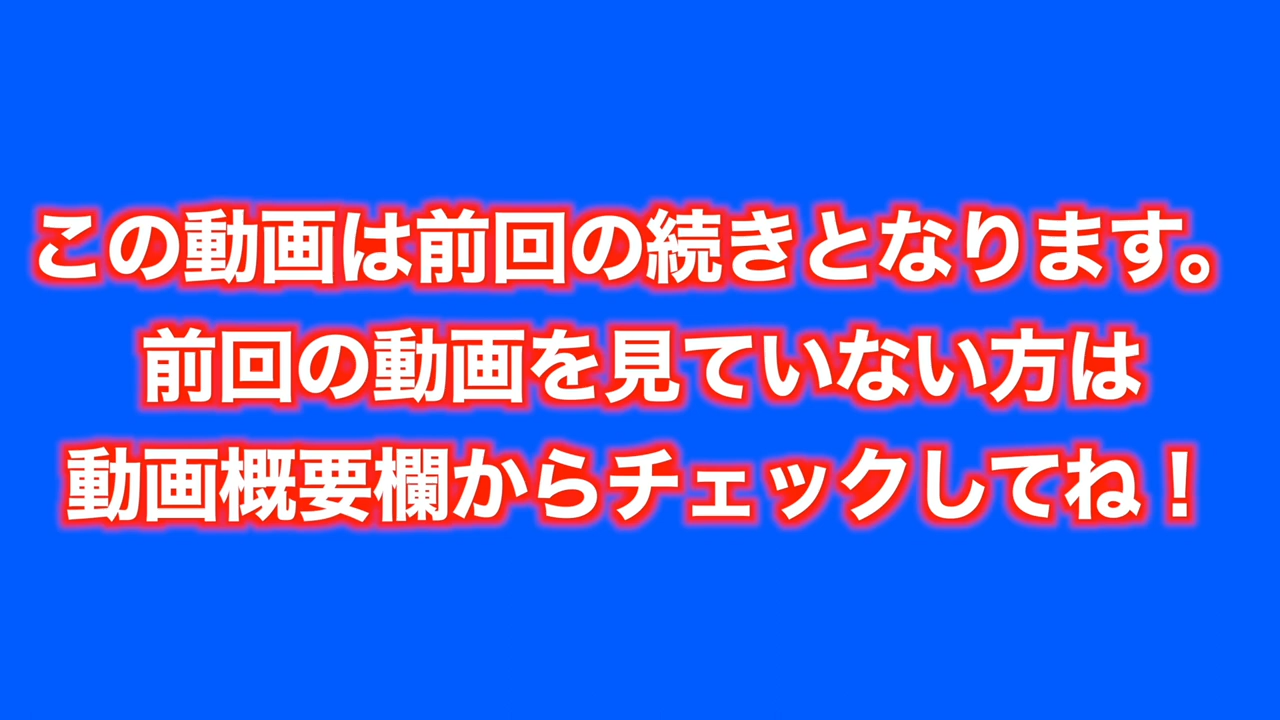 この動画は前回の続きとなります。
前回の動画を見ていない方は
動画概要欄からチェックしてね！